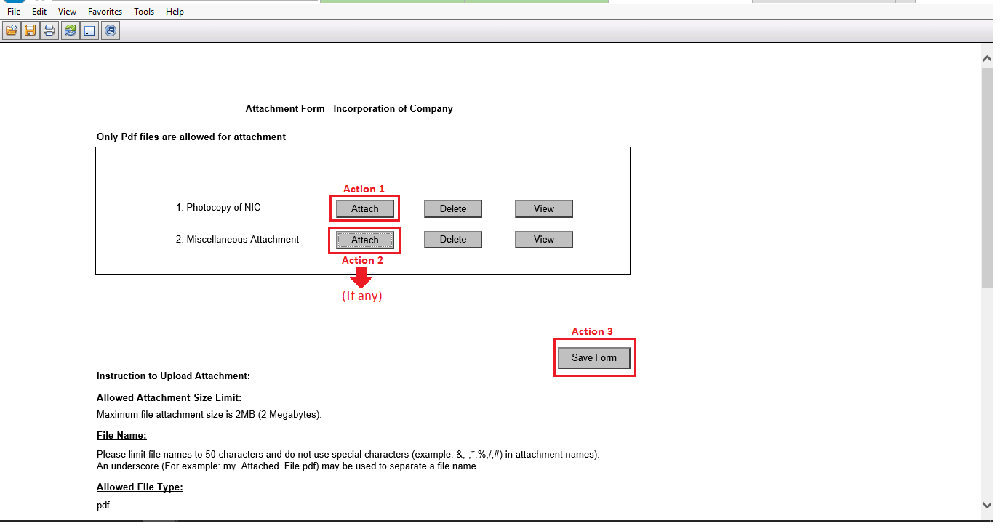 File Edit View Favorites Tools Help
Attachment Form - Incorporation of Company
Only Pdf files are allowed for attachment
Action 1
1. Photocopy of NIC Attach Delete View
2. Miscellaneous Attachment Attach Delete View
Action 2
(If any)
Action 3
Save Form
Instruction to Upload Attachment:
Allowed Attachment Size Limit:
Maximum file attachment size is 2MB (2 Megabytes).
File Name:
Please limit file names to 50 characters and do not use special characters (example: &,-,*,%,/,#) in attachment names).
An underscore (For example: my_Attached_File.pdf) may be used to separate a file name.
Allowed File Type:
pdf